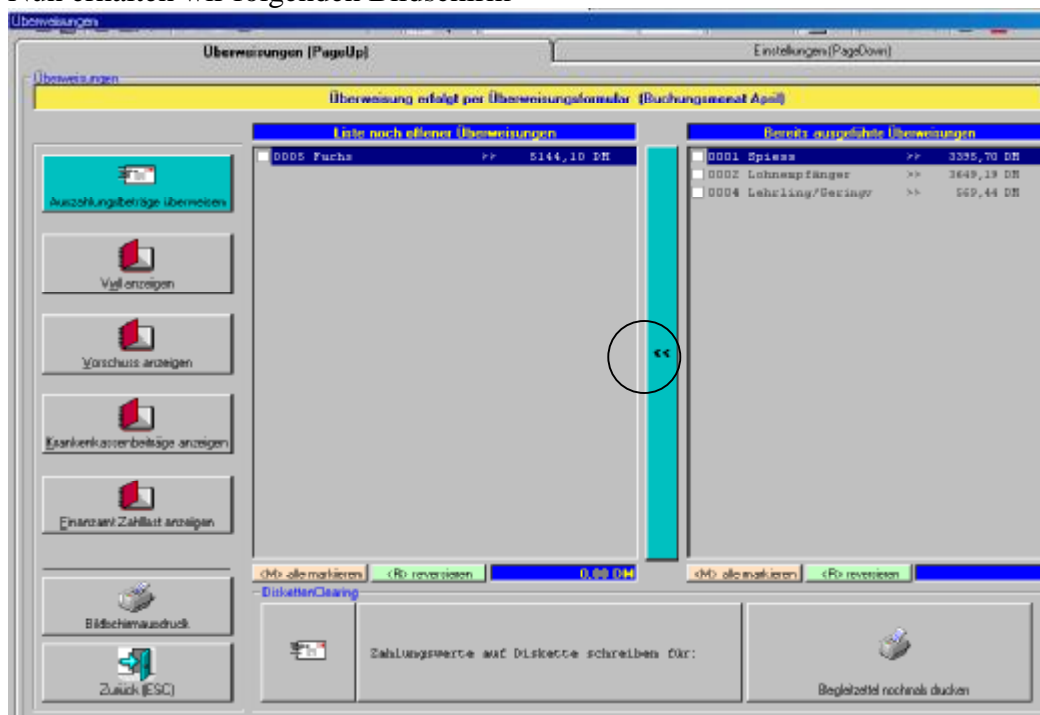 Nun erhalten wir folgenden Bildschirm
Überweisungen
Überweisungen (PageUp)
Einstellungen (PageDown)
Überweisungen
Überweisung erfolgt per Überweisungsformular (Buchungsmonat April)
Liste noch offener Überweisungen
Bereits ausgeführte Überweisungen
0005 Fuchs >> 5144,10 DM
0001 Spiess >> 3395,70 DM
0002 Lohnempfänger >> 3649,19 DM
0004 Lehrling/Geringv >> 569,44 DM
Auszahlungsbeträge überweisen
Vwl anzeigen
Vorschuss anzeigen
Krankenkassenbeiträge anzeigen
Finanzamt Zahllast anzeigen
Bildschirmausdruck
Zurück (ESC)
<<
<M> alle markieren
<R> reversieren
0,00 DM
<M> alle markieren
<R> reversieren
DiskettenClearing
Zahlungswerte auf Diskette schreiben für:
Begleitzettel nochmals drucken